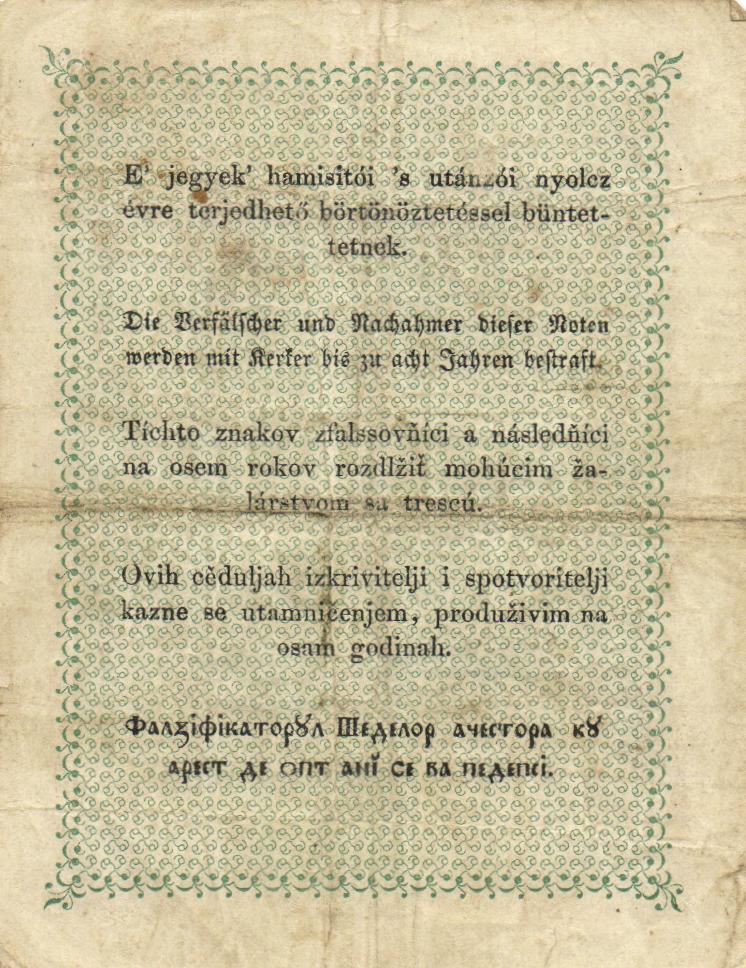 E' jegyek' hamisitói 's utánzói nyolcz
évre terjedhető börtönöztetéssel büntet-
tetnek.
Die Verfälscher und Nachahmer dieser Noten
werden mit Kerker bis zu acht Jahren bestraft.
Tíchto znakov zfalssovňíci a následňíci
na osem rokov rozdlžiť mohúcim ža-
lárstvom sa trescú.
Ovih cěduljah izkrivitelji i spotvoritelji
kazne se utamničenjem, produživim na
osam godinah.
Фалꙁіфікаторꙋл Шеделор ачестора кꙋ
арест де опт анї се ва педепсі.